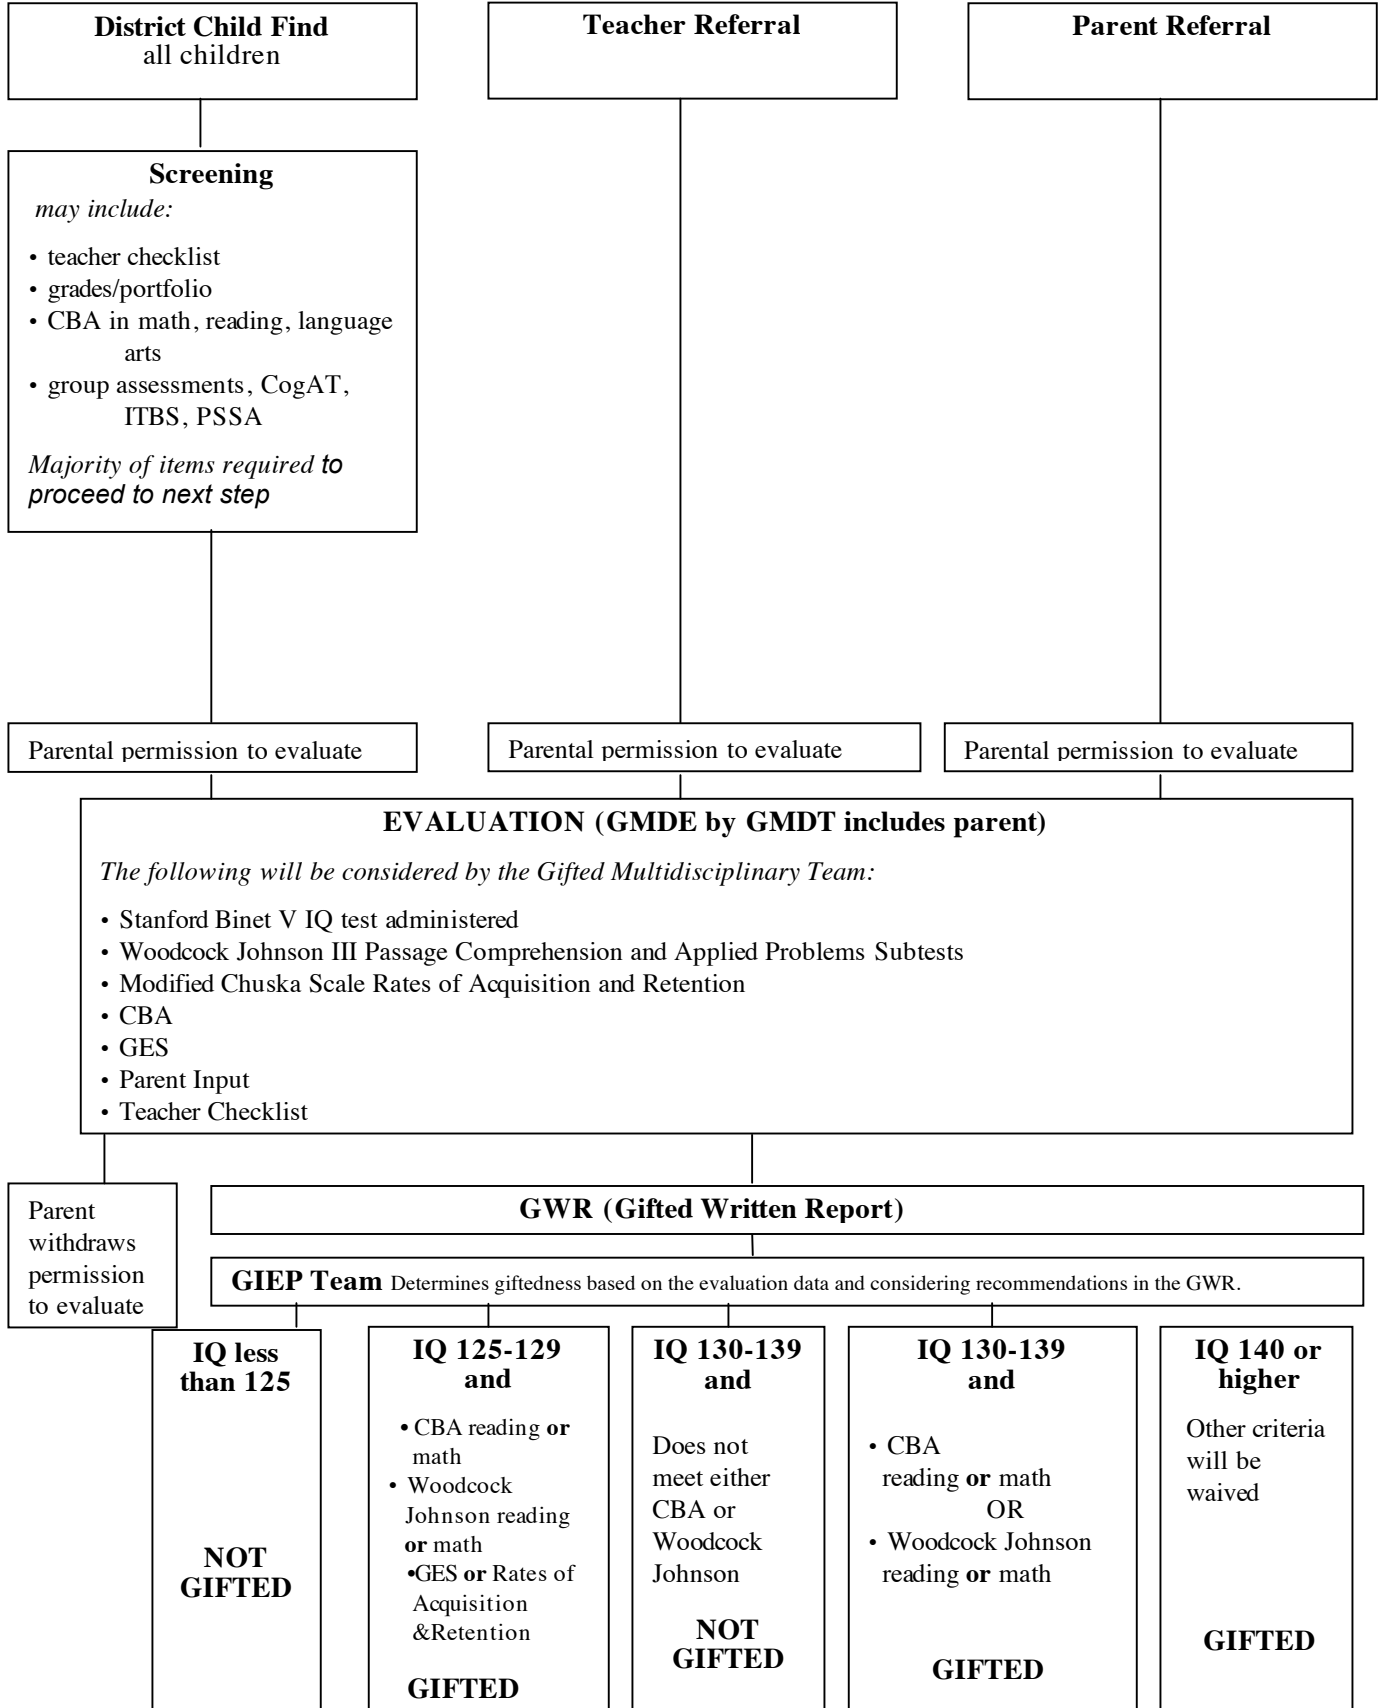 District Child Find
all children
Teacher Referral
Parent Referral
Screening
may include:
• teacher checklist
• grades/portfolio
• CBA in math, reading, language
arts
• group assessments, CogAT,
ITBS, PSSA
Majority of items required to
proceed to next step
Parental permission to evaluate
Parental permission to evaluate
Parental permission to evaluate
EVALUATION (GMDE by GMDT includes parent)
The following will be considered by the Gifted Multidisciplinary Team:
• Stanford Binet V IQ test administered
• Woodcock Johnson III Passage Comprehension and Applied Problems Subtests
• Modified Chuska Scale Rates of Acquisition and Retention
• CBA
• GES
• Parent Input
• Teacher Checklist
Parent
withdraws
permission
to evaluate
GWR (Gifted Written Report)
GIEP Team Determines giftedness based on the evaluation data and considering recommendations in the GWR.
IQ less
than 125
NOT
GIFTED
IQ 125-129
and
• CBA reading or
math
• Woodcock
Johnson reading
or math
•GES or Rates of
Acquisition
&Retention
GIFTED
IQ 130-139
and
Does not
meet either
CBA or
Woodcock
Johnson
NOT
GIFTED
IQ 130-139
and
• CBA
reading or math
OR
• Woodcock Johnson
reading or math
GIFTED
IQ 140 or
higher
Other criteria
will be
waived
GIFTED